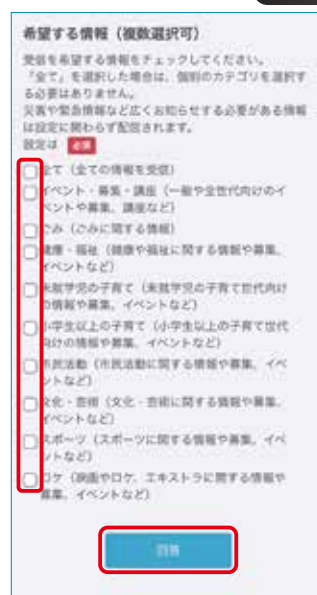 希望する情報（複数選択可）
受信を希望する情報をチェックしてください。
「全て」を選択した場合は、個別のカテゴリを選択する必要はありません。
災害や緊急情報など広くお知らせする必要がある情報は設定に関わらず配信されます。
設定は 必須
全て（全ての情報を受信）
イベント・募集・講座（一般や全世代向けのイベントや募集、講座など）
ごみ（ごみに関する情報）
健康・福祉（健康や福祉に関する情報や募集、イベントなど）
未就学児の子育て（未就学児の子育て世代向けの情報や募集、イベントなど）
小学生以上の子育て（小学生以上の子育て世代向けの情報や募集、イベントなど）
市民活動（市民活動に関する情報や募集、イベントなど）
文化・芸術（文化・芸術に関する情報や募集、イベントなど）
スポーツ（スポーツに関する情報や募集、イベントなど）
ロケ（映画やロケ、エキストラに関する情報や募集、イベントなど）
回答